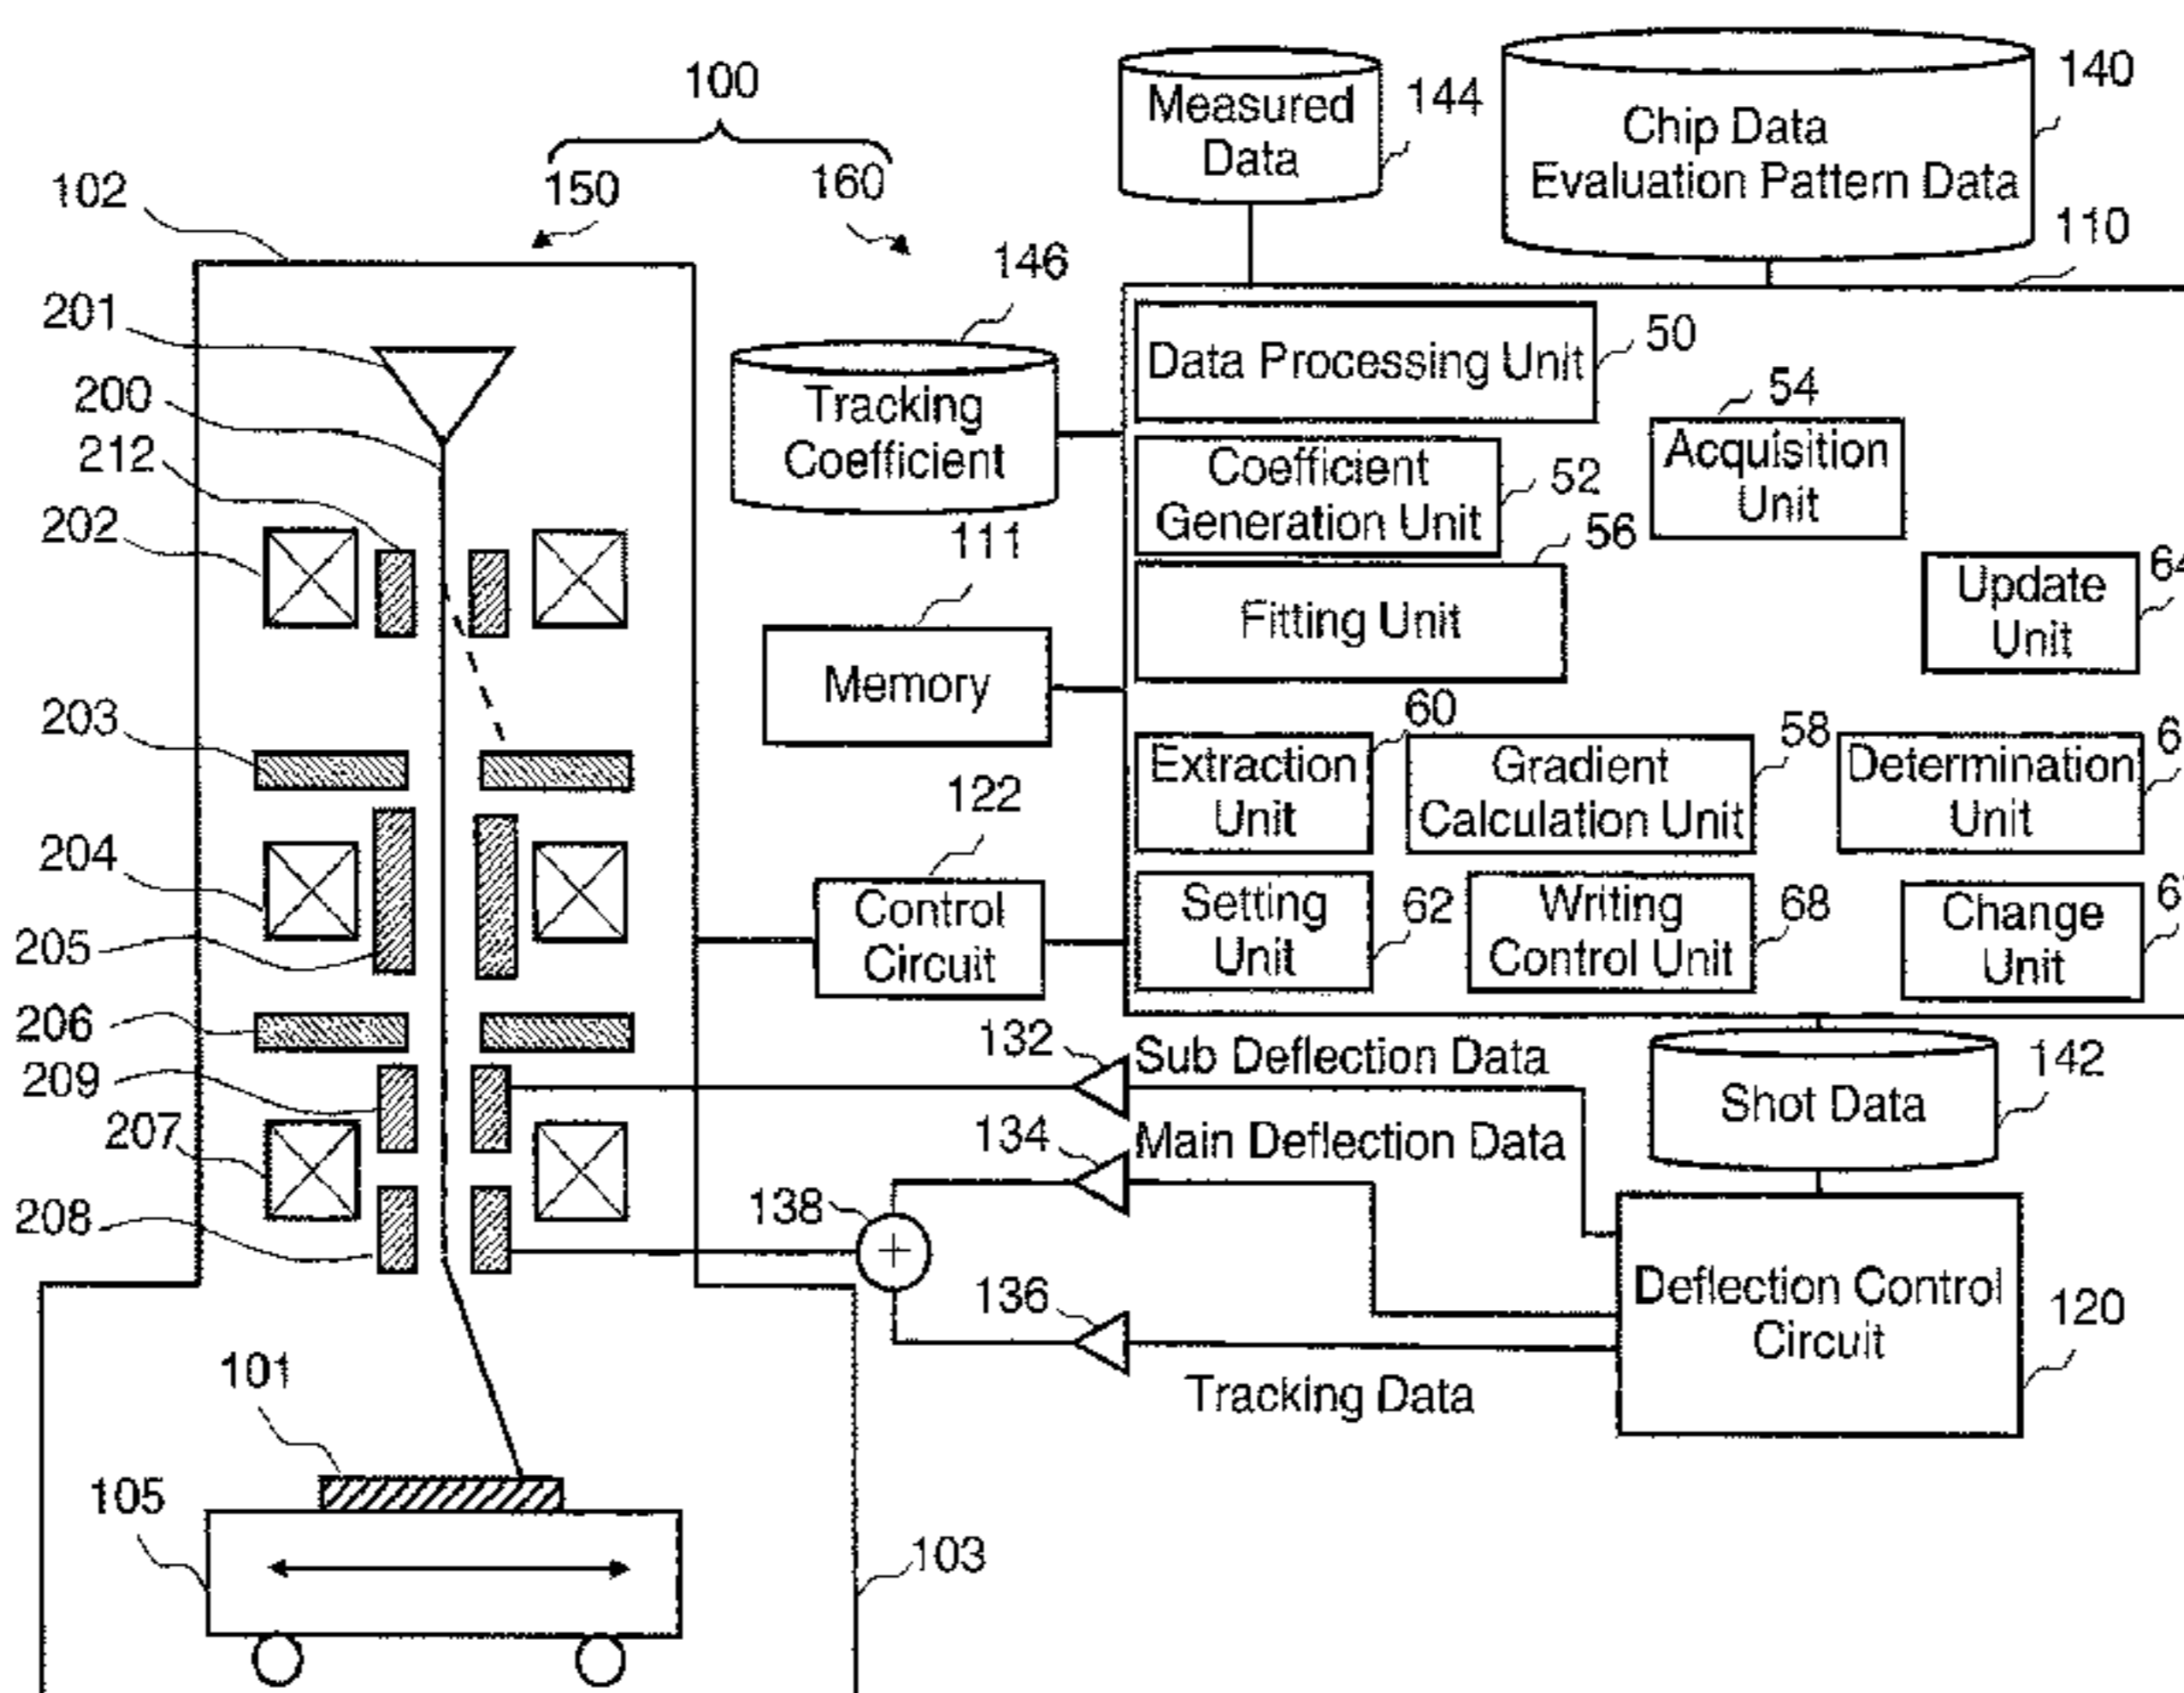 100
150
160
102
201
200
212
202
203
204
205
206
209
207
208
101
105
103
Measured
Data
144
Chip Data
Evaluation Pattern Data
140
110
146
Tracking
Coefficient
111
Memory
122
Control
Circuit
Data Processing Unit
50
Coefficient
Generation Unit
52
Acquisition
Unit
54
Fitting Unit
56
Update
Unit
Extraction
Unit
60
Gradient
Calculation Unit
58
Determination
Unit
Setting
Unit
62
Writing
Control Unit
68
Change
Unit
132
Sub Deflection Data
134
Main Deflection Data
138
+
136
Tracking Data
Shot Data
142
Deflection Control
Circuit
120